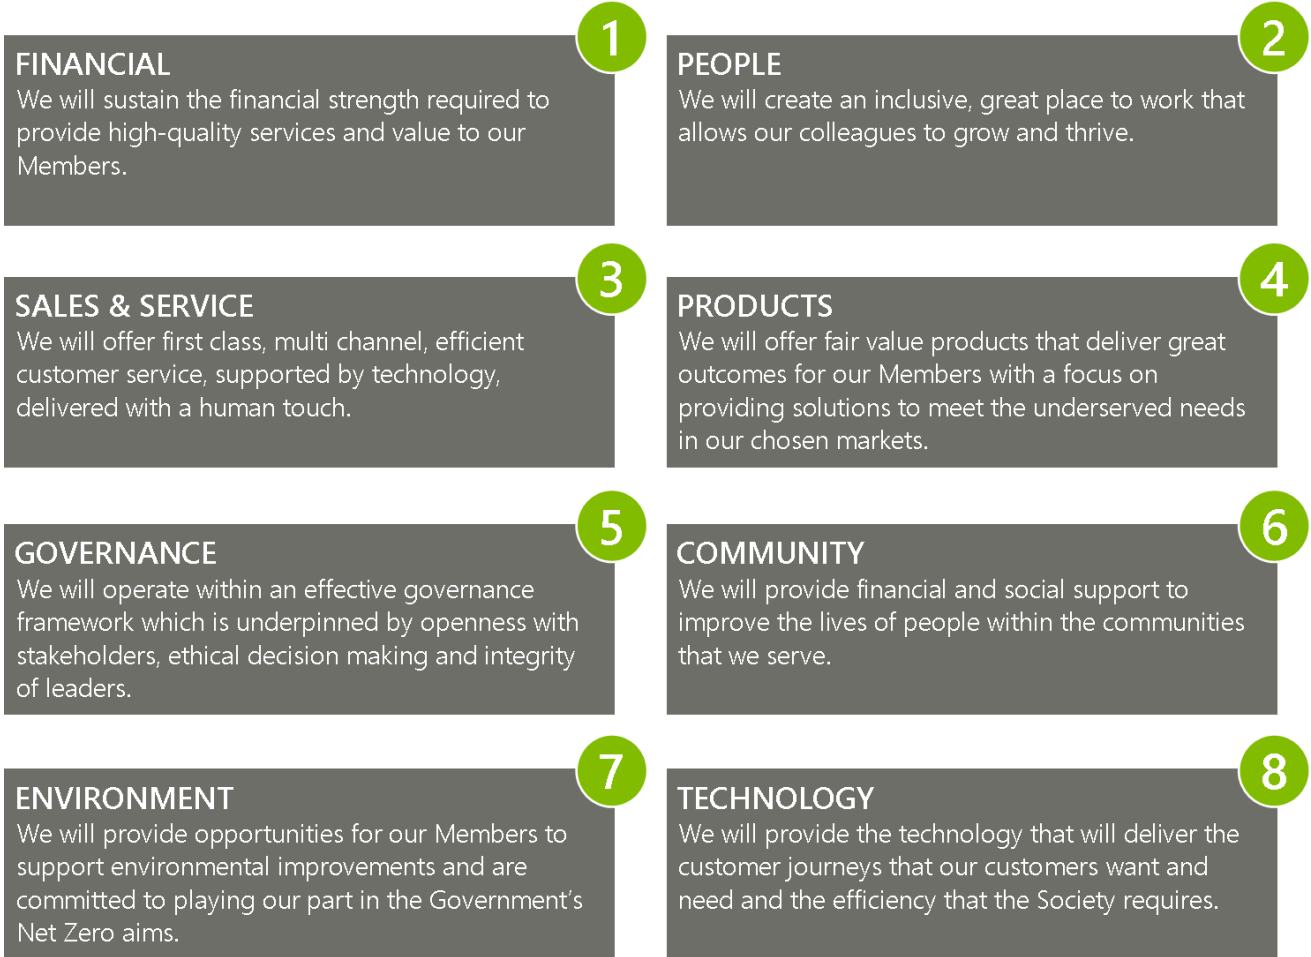 1
FINANCIAL
We will sustain the financial strength required to
provide high-quality services and value to our
Members.
2
PEOPLE
We will create an inclusive, great place to work that
allows our colleagues to grow and thrive.
3
SALES & SERVICE
We will offer first class, multi channel, efficient
customer service, supported by technology,
delivered with a human touch.
4
PRODUCTS
We will offer fair value products that deliver great
outcomes for our Members with a focus on
providing solutions to meet the underserved needs
in our chosen markets.
5
GOVERNANCE
We will operate within an effective governance
framework which is underpinned by openness with
stakeholders, ethical decision making and integrity
of leaders.
6
COMMUNITY
We will provide financial and social support to
improve the lives of people within the communities
that we serve.
7
ENVIRONMENT
We will provide opportunities for our Members to
support environmental improvements and are
committed to playing our part in the Government's
Net Zero aims.
8
TECHNOLOGY
We will provide the technology that will deliver the
customer journeys that our customers want and
need and the efficiency that the Society requires.